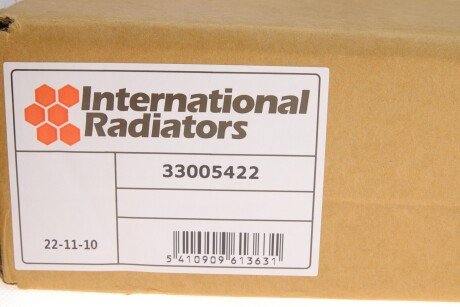 International
Radiators
33005422
22-11-10
5 410909 613631